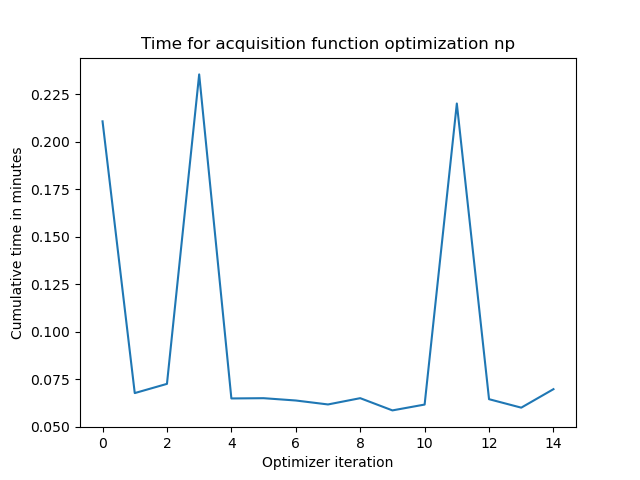 Time for acquisition function optimization np
Cumulative time in minutes
0.225
0.200
0.175
0.150
0.125
0.100
0.075
0.050
0 2 4 6 8 10 12 14
Optimizer iteration